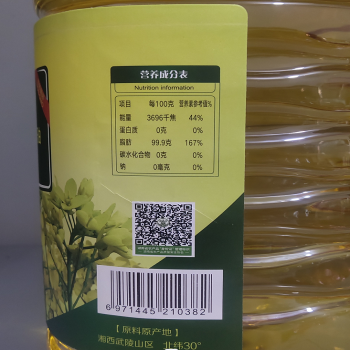 营养成分表
Nutrition information
项目 每100克 营养素参考值%
能量 3696千焦 44%
蛋白质 0克 0%
脂肪 99.9克 167%
碳水化合物 0克 0%
钠 0毫克 0%
6 971445 210382
【原料原产地】
湘西武陵山区 北纬30°